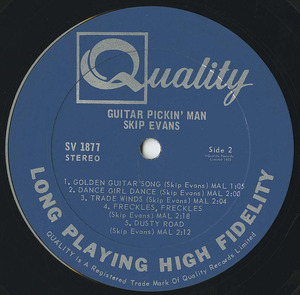 Quality
GUITAR PICKIN' MAN
SKIP EVANS
SV 1877
STEREO
Side 2
1. GOLDEN GUITAR SONG (Skip Evans) MAL 1:05
2. DANCE GIRL DANCE (Skip Evans) MAL 2:00
3. TRADE WINDS (Skip Evans) MAL 2:04
4. FRECKLES, FRECKLES
(Skip Evans) MAL 2:18
5. DUSTY ROAD
(Skip Evans) MAL 2:12
LONG PLAYING HIGH FIDELITY
QUALITY Is A Registered Trade Mark Of Quality Records Limited